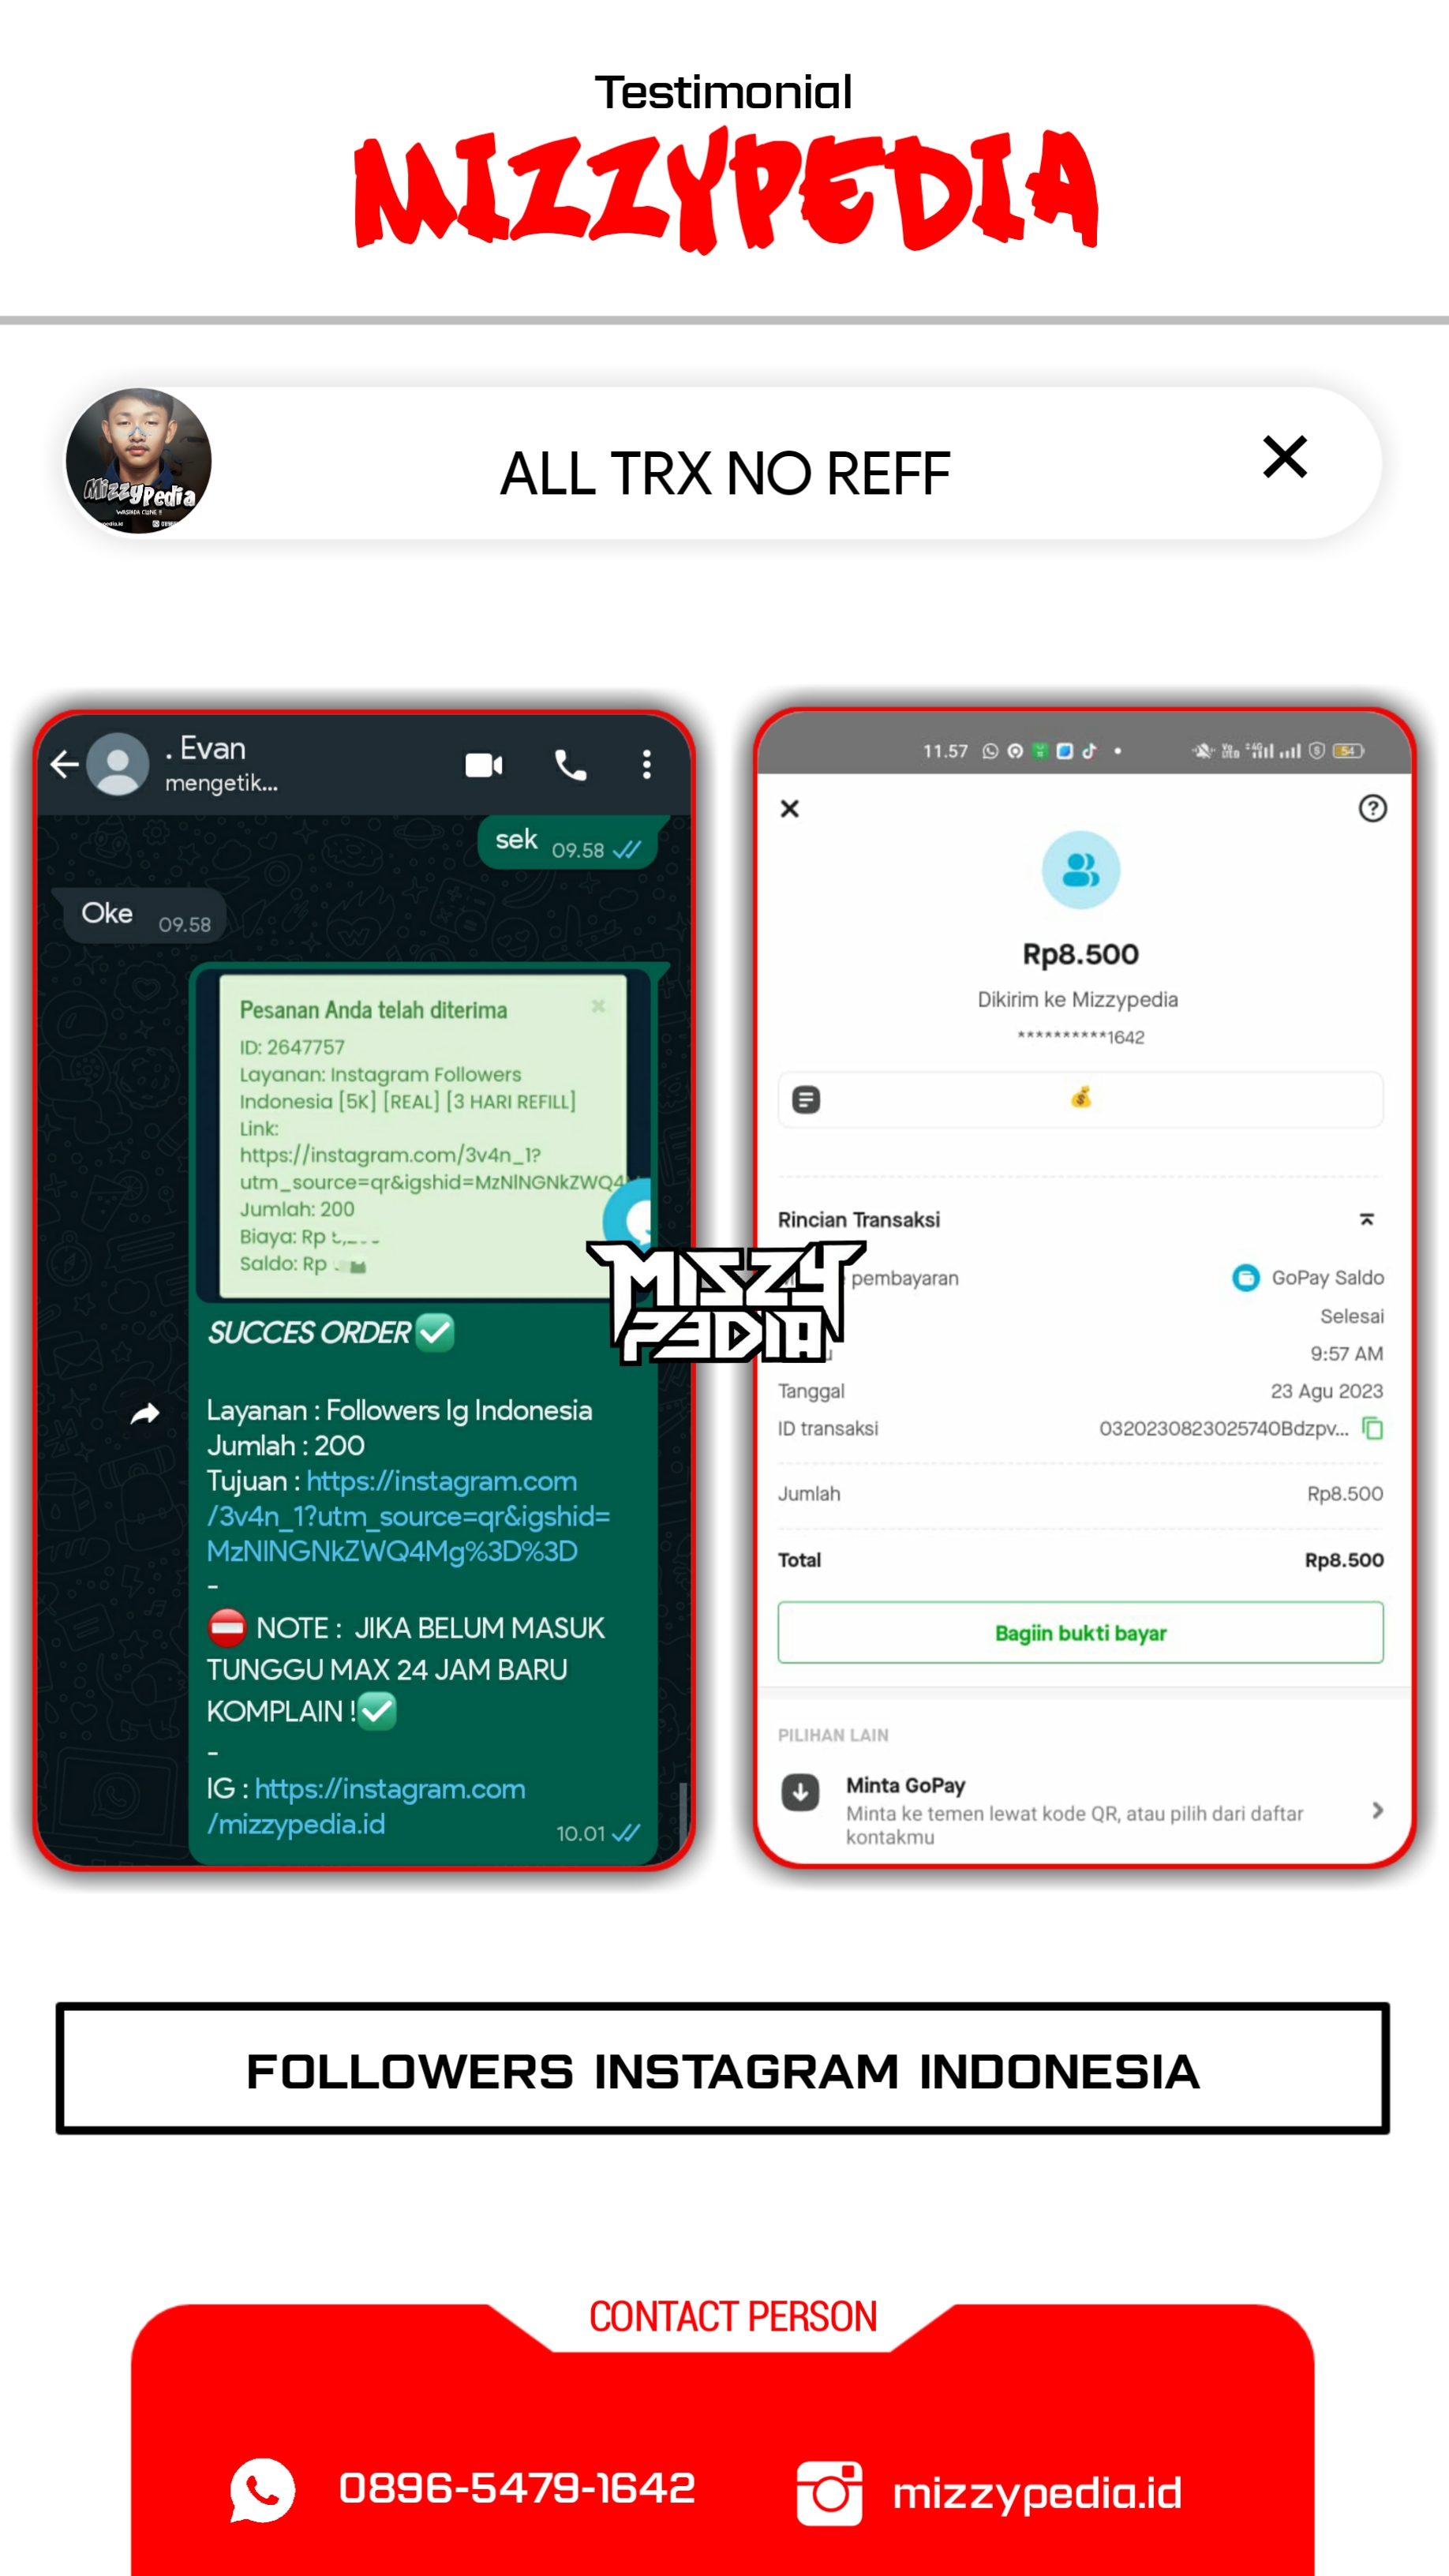 Testimonial
MIZZYPEDIA
MizzyPedia
ALL TRX NO REFF
. Evan
mengetik...
sek 09.58
Oke 09.58
Pesanan Anda telah diterima
ID: 2647757
Layanan: Instagram Followers
Indonesia [5K] [REAL] [3 HARI REFILL]
Link:
https://instagram.com/3v4n_1?
utm_source=qr&igshid=MzNlNGNkZWQ4
Jumlah: 200
Biaya: Rp
Saldo: Rp
SUCCES ORDER✅
Layanan : Followers Ig Indonesia
Jumlah : 200
Tujuan : https://instagram.com
/3v4n_1?utm_source=qr&igshid=
MzNlNGNkZWQ4Mg%3D%3D
-
⛔ NOTE : JIKA BELUM MASUK
TUNGGU MAX 24 JAM BARU
KOMPLAIN !✅
-
IG : https://instagram.com
/mizzypedia.id
10.01
MIZZY
P3DIA
11.57
54
Rp8.500
Dikirim ke Mizzypedia
**********1642
💰
Rincian Transaksi
pembayaran GoPay Saldo
Selesai
9:57 AM
Tanggal 23 Agu 2023
ID transaksi 0320230823025740Bdzpv...
Jumlah Rp8.500
Total Rp8.500
Bagiin bukti bayar
PILIHAN LAIN
Minta GoPay
Minta ke temen lewat kode QR, atau pilih dari daftar
kontakmu
FOLLOWERS INSTAGRAM INDONESIA
CONTACT PERSON
0896-5479-1642
mizzypedia.id